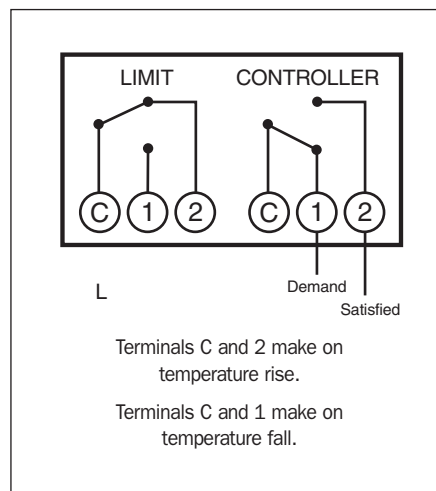 LIMIT CONTROLLER
C 1 2 C 1 2
L
Demand
Satisfied
Terminals C and 2 make on
temperature rise.
Terminals C and 1 make on
temperature fall.